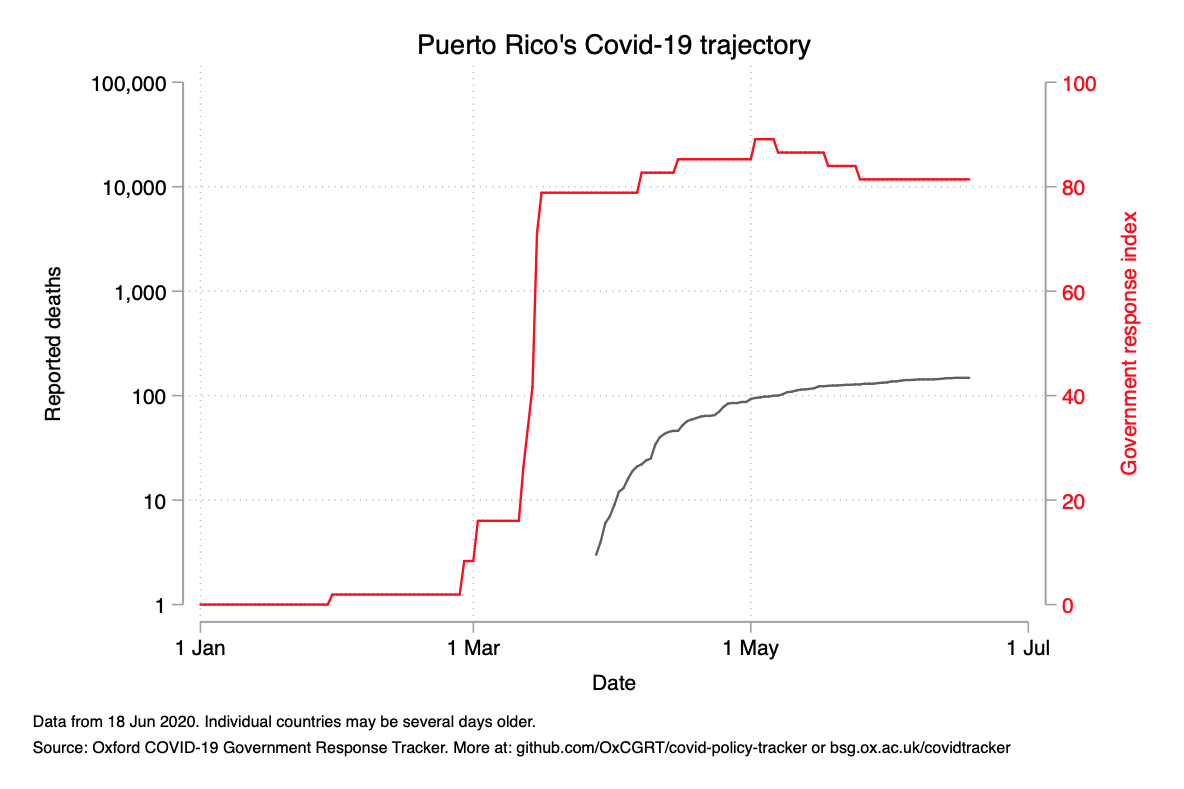 Puerto Rico's Covid-19 trajectory
100,000
10,000
1,000
100
10
1
Reported deaths
100
80
60
40
20
0
Government response index
1 Jan
1 Mar
1 May
1 Jul
Date
Data from 18 Jun 2020. Individual countries may be several days older.
Source: Oxford COVID-19 Government Response Tracker. More at: github.com/OxCGRT/covid-policy-tracker or bsg.ox.ac.uk/covidtracker